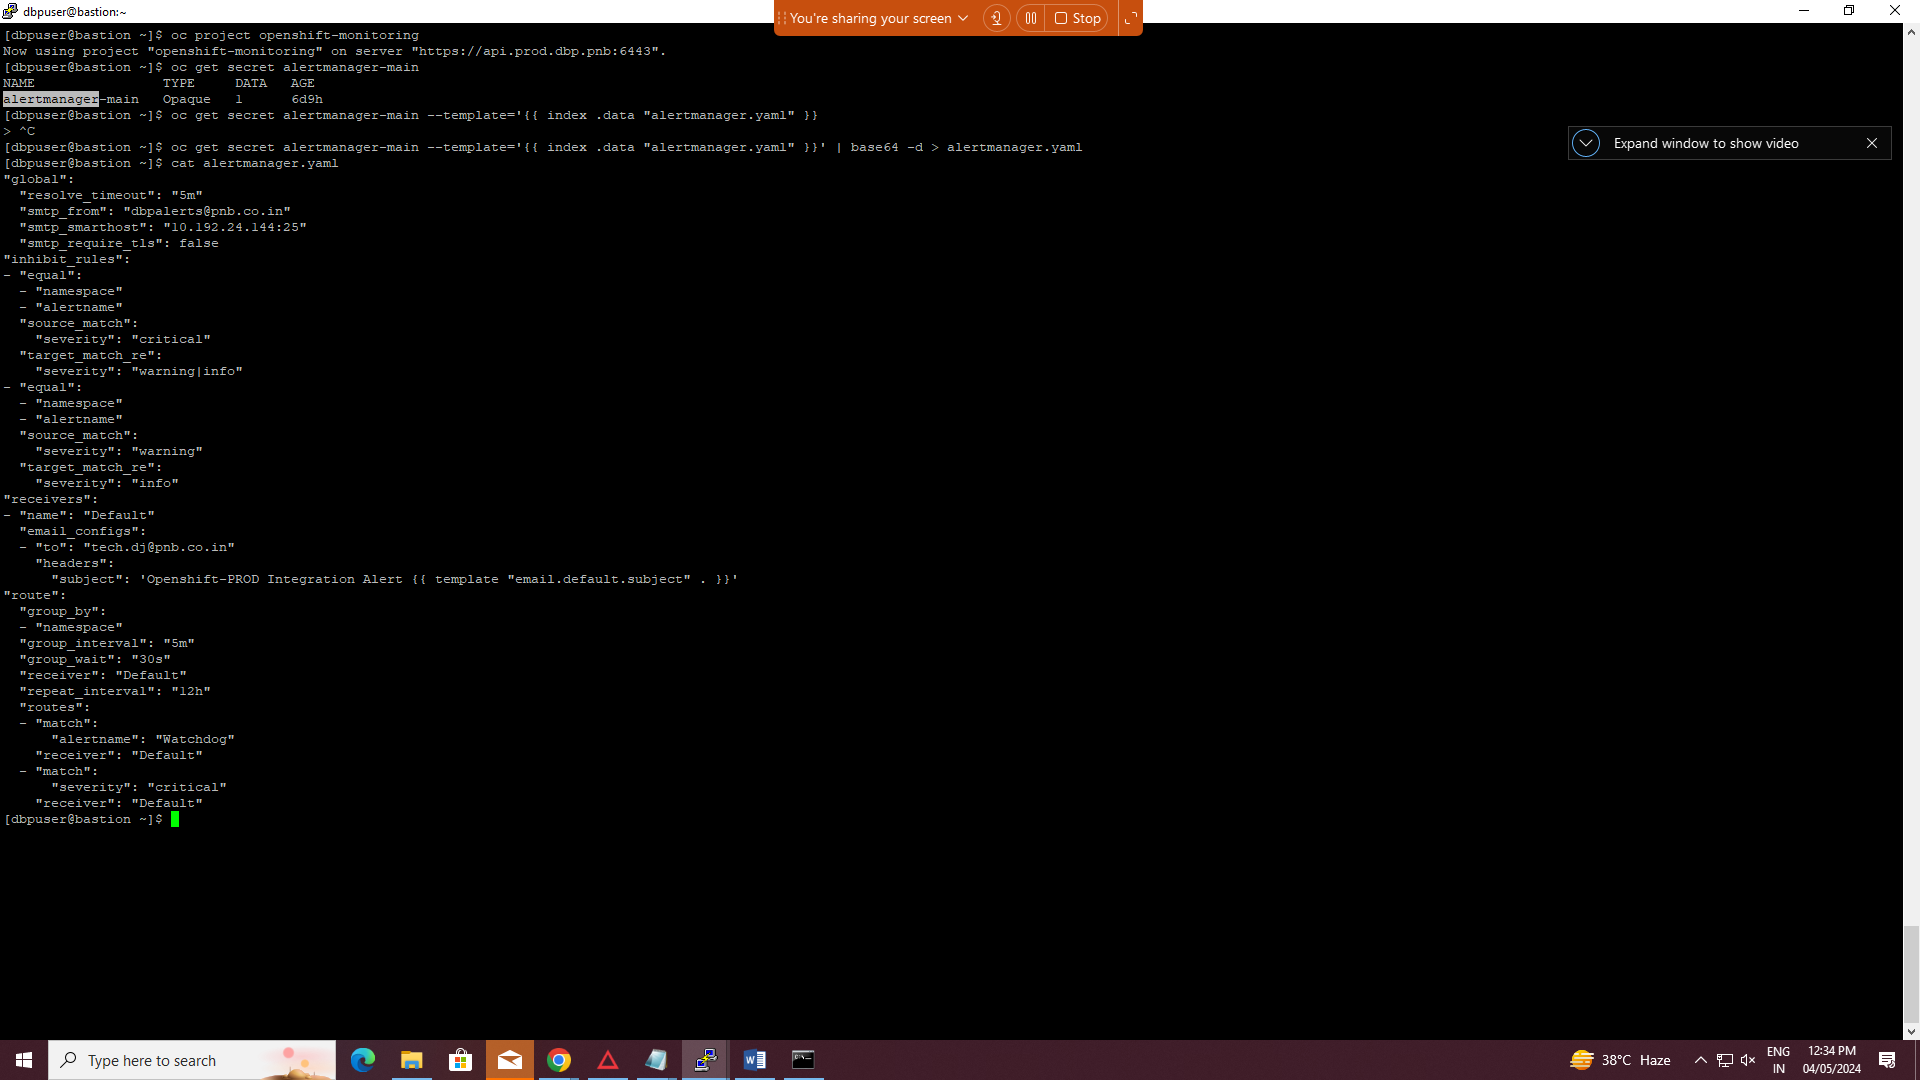 dbpuser@bastion:~
You're sharing your screen
Stop
[dbpuser@bastion ~]$ oc project openshift-monitoring
Now using project "openshift-monitoring" on server "https://api.prod.dbp.pnb:6443".
[dbpuser@bastion ~]$ oc get secret alertmanager-main
NAME                TYPE     DATA   AGE
alertmanager-main   Opaque   1      6d9h
[dbpuser@bastion ~]$ oc get secret alertmanager-main --template='{{ index .data "alertmanager.yaml" }}
> ^C
[dbpuser@bastion ~]$ oc get secret alertmanager-main --template='{{ index .data "alertmanager.yaml" }}' | base64 -d > alertmanager.yaml
Expand window to show video
[dbpuser@bastion ~]$ cat alertmanager.yaml
"global":
  "resolve_timeout": "5m"
  "smtp_from": "dbpalerts@pnb.co.in"
  "smtp_smarthost": "10.192.24.144:25"
  "smtp_require_tls": false
"inhibit_rules":
- "equal":
  - "namespace"
  - "alertname"
  "source_match":
    "severity": "critical"
  "target_match_re":
    "severity": "warning|info"
- "equal":
  - "namespace"
  - "alertname"
  "source_match":
    "severity": "warning"
  "target_match_re":
    "severity": "info"
"receivers":
- "name": "Default"
  "email_configs":
  - "to": "tech.dj@pnb.co.in"
    "headers":
      "subject": 'Openshift-PROD Integration Alert {{ template "email.default.subject" . }}'
"route":
  "group_by":
  - "namespace"
  "group_interval": "5m"
  "group_wait": "30s"
  "receiver": "Default"
  "repeat_interval": "12h"
  "routes":
  - "match":
      "alertname": "Watchdog"
    "receiver": "Default"
  - "match":
      "severity": "critical"
    "receiver": "Default"
[dbpuser@bastion ~]$
Type here to search
38°C Haze
ENG
IN
12:34 PM
04/05/2024